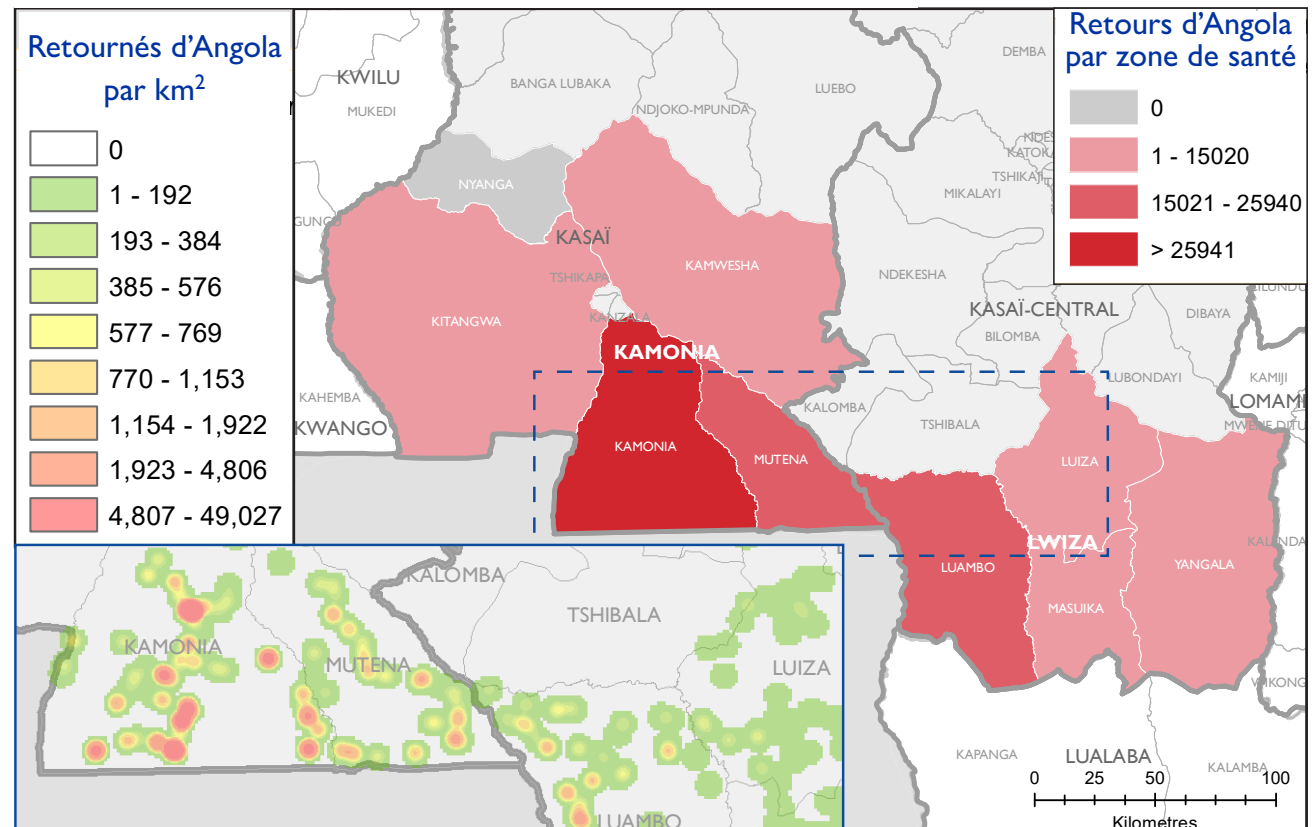 Retournés d'Angola
par km2
0
1 - 192
193 - 384
385 - 576
577 - 769
770 - 1,153
1,154 - 1,922
1,923 - 4,806
4,807 - 49,027
Retours d'Angola
par zone de santé
0
1 - 15020
15021 - 25940
> 25941
KWILU
MUKEDI
BANGA LUBAKA
NDJOKO-MPUNDA
LUEBO
DEMBA
TSHIKAJI
MIKALAYI
NYANGA
KASAÏ
TSHIKAPA
KAMWESHA
NDEKESHA
KITANGWA
KANZALA
KASAÏ-CENTRAL
BILOMBA
DIBAYA
KAMONIA
LUBONDAYI
KAMIJI
KAHEMBA
KWANGO
KALOMBA
TSHIBALA
LOMAMI
MWENE DITU
KAMONIA
MUTENA
LUIZA
LWIZA
LUAMBO
YANGALA
MASUIKA
KAPANGA
LUALABA
KALAMBA
0 25 50 100
Kilometres
KALOMBA
TSHIBALA
KAMONIA
MUTENA
LUIZA
LUAMBO